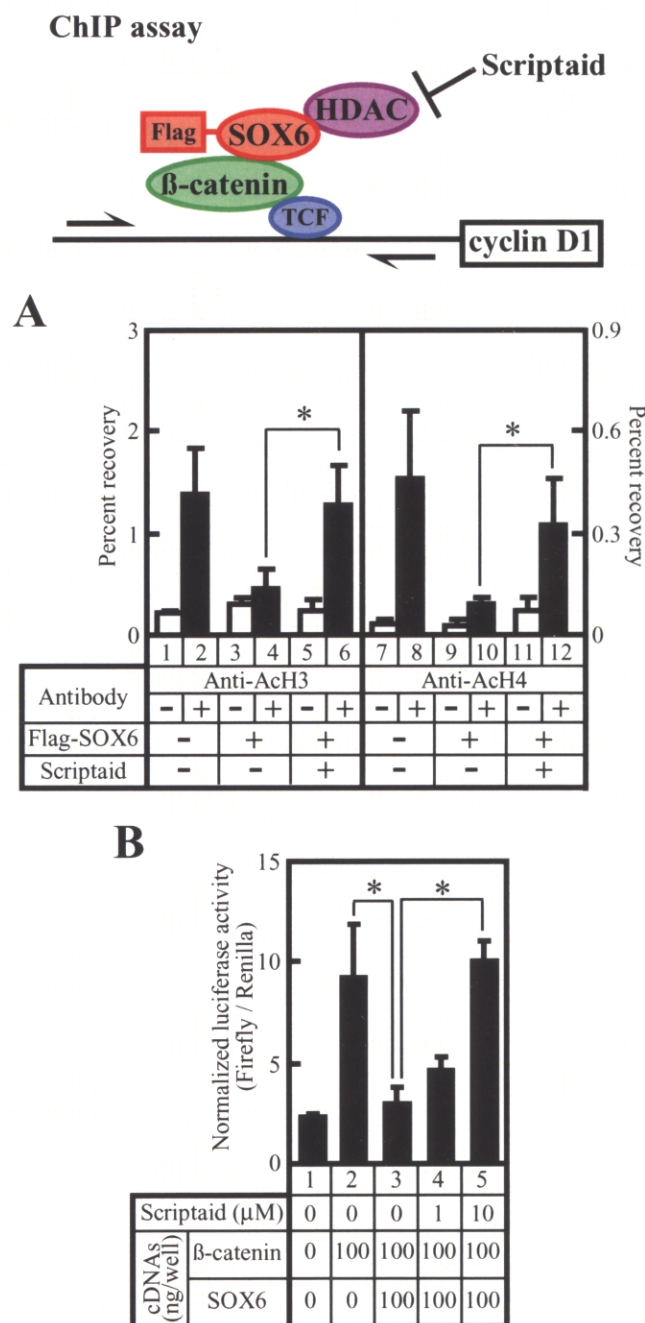 ChIP assay
Scriptaid
HDAC
Flag
SOX6
ß-catenin
TCF
cyclin D1
A
3
2
1
0
Percent recovery
*
*
0.9
0.6
0.3
0
Percent recovery
1 2 3 4 5 6 7 8 9 10 11 12
Antibody
Anti-AcH3 Anti-AcH4
- + - + - + - + - + - +
Flag-SOX6 - + + - + +
Scriptaid - - + - - +
B
15
10
5
0
Normalized luciferase activity
(Firefly / Renilla)
*
*
1 2 3 4 5
Scriptaid (µM) 0 0 0 1 10
cDNAs
(ng/well)
ß-catenin 0 100 100 100 100
SOX6 0 0 100 100 100